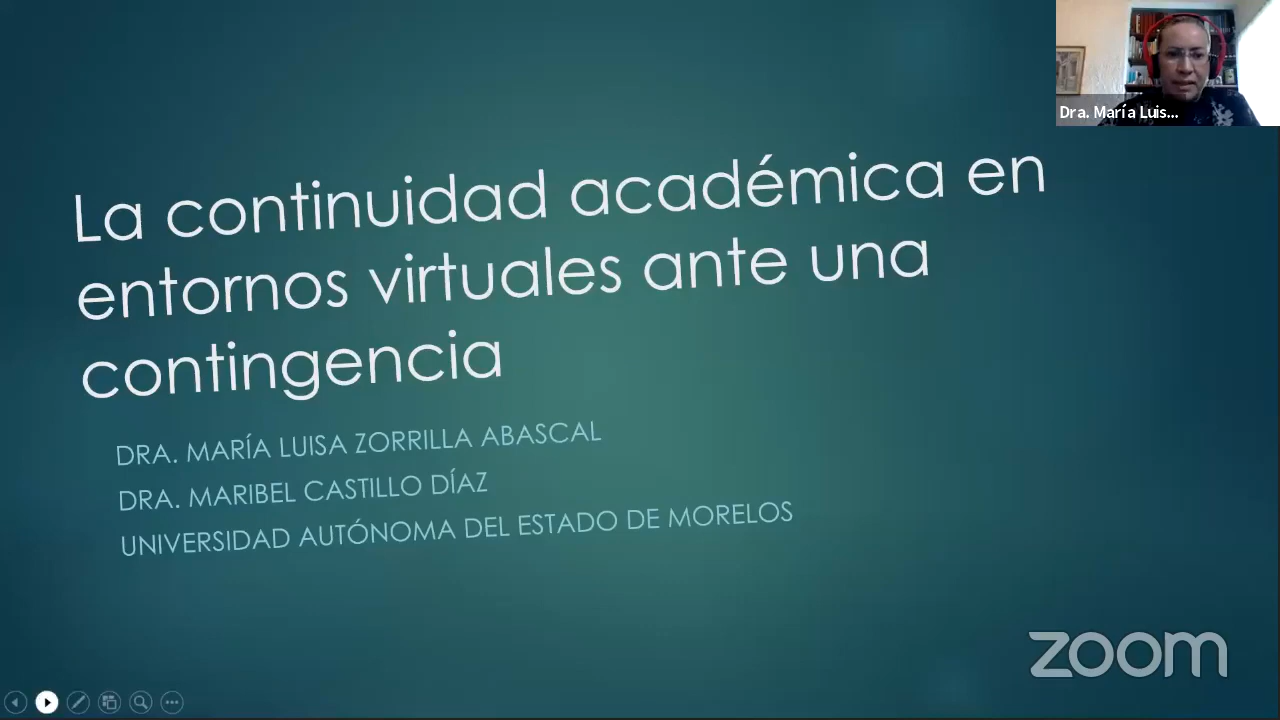 Dra. María Luis...
La continuidad académica en
entornos virtuales ante una
contingencia
DRA. MARÍA LUISA ZORRILLA ABASCAL
DRA. MARIBEL CASTILLO DÍAZ
UNIVERSIDAD AUTÓNOMA DEL ESTADO DE MORELOS
zoom